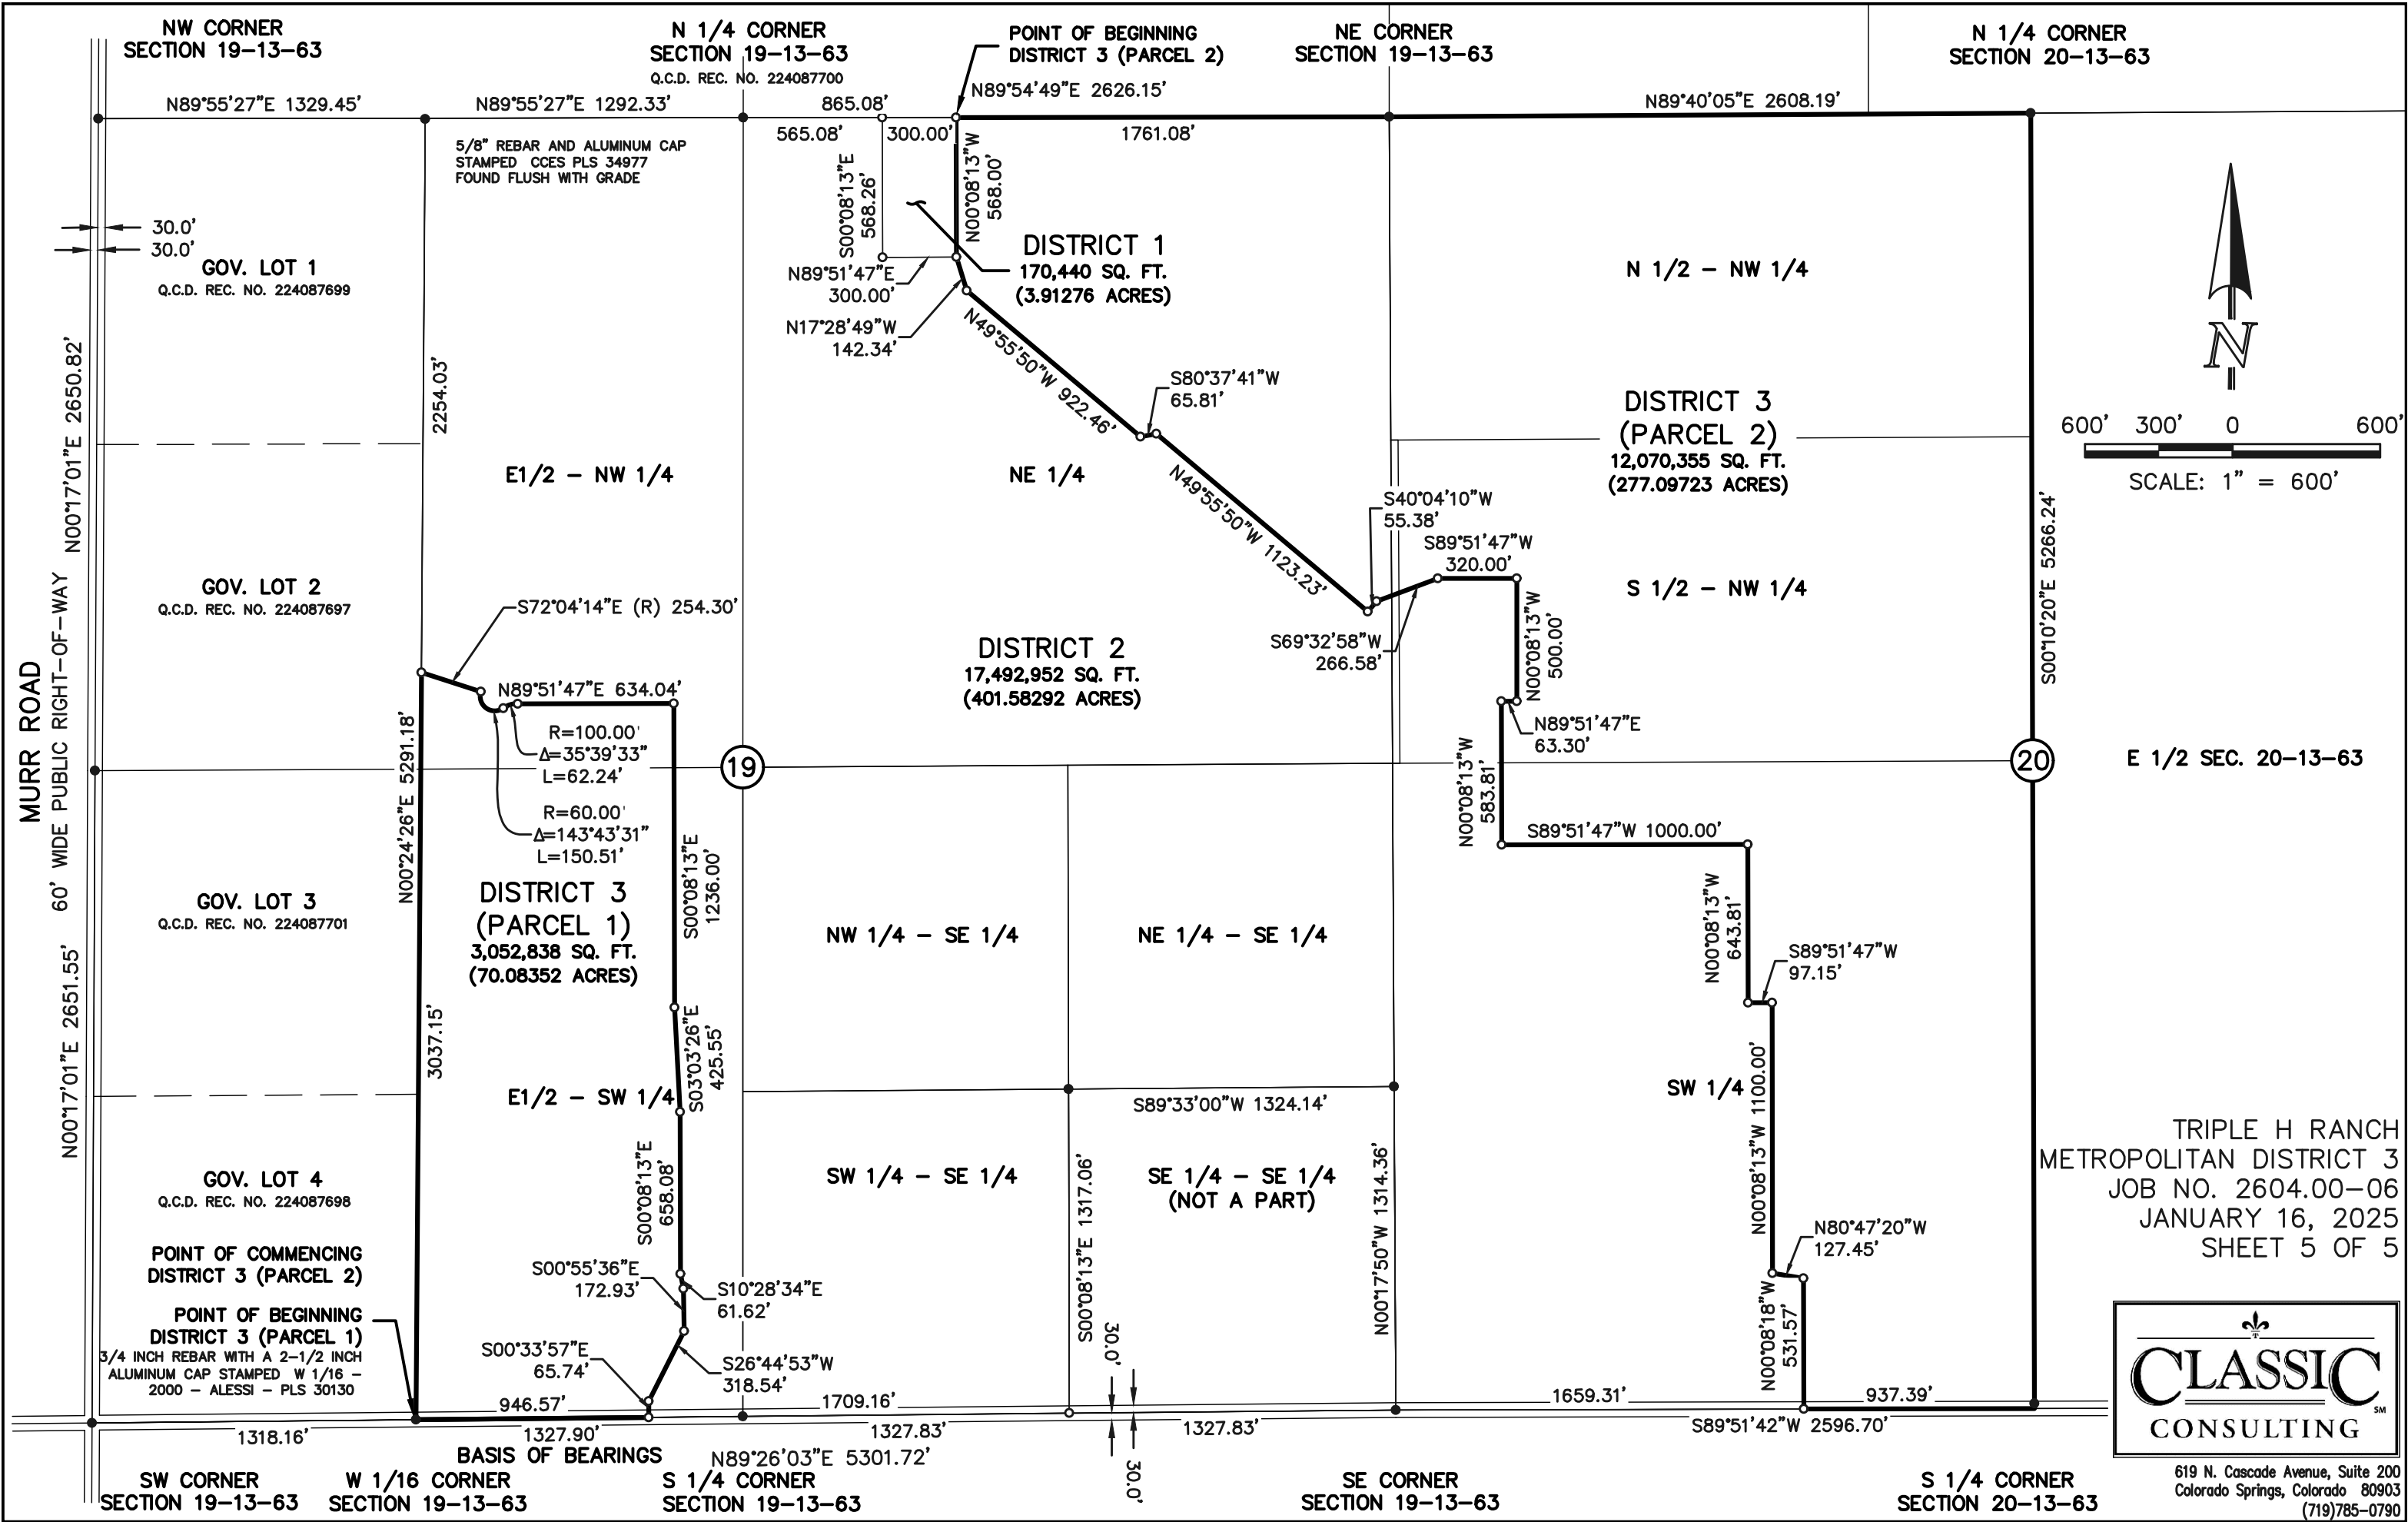 NW CORNER
SECTION 19-13-63
N 1/4 CORNER
SECTION 19-13-63
Q.C.D. REC. NO. 224087700
POINT OF BEGINNING
DISTRICT 3 (PARCEL 2)
NE CORNER
SECTION 19-13-63
N 1/4 CORNER
SECTION 20-13-63
N89°55'27"E 1329.45'
N89°55'27"E 1292.33'
865.08'
N89°54'49"E 2626.15'
N89°40'05"E 2608.19'
565.08'
300.00'
1761.08'
5/8" REBAR AND ALUMINUM CAP
STAMPED CCES PLS 34977
FOUND FLUSH WITH GRADE
S00°08'13"E
568.26'
N00°08'13"W
568.00'
30.0'
30.0'
GOV. LOT 1
Q.C.D. REC. NO. 224087699
N89°51'47"E
300.00'
DISTRICT 1
170,440 SQ. FT.
(3.91276 ACRES)
N 1/2 - NW 1/4
N
N17°28'49"W
142.34'
N49°55'50"W 922.46'
S80°37'41"W
65.81'
N00°17'01"E 2650.82'
2254.03'
DISTRICT 3
(PARCEL 2)
12,070,355 SQ. FT.
(277.09723 ACRES)
600' 300' 0 600'
SCALE: 1" = 600'
E1/2 - NW 1/4
NE 1/4
N49°55'50"W 1123.23'
S40°04'10"W
55.38'
S89°51'47"W
320.00'
S00°10'20"E 5266.24'
GOV. LOT 2
Q.C.D. REC. NO. 224087697
S72°04'14"E (R) 254.30'
S 1/2 - NW 1/4
N00°08'13"W
500.00'
DISTRICT 2
17,492,952 SQ. FT.
(401.58292 ACRES)
S69°32'58"W
266.58'
MURR ROAD
60' WIDE PUBLIC RIGHT-OF-WAY
N89°51'47"E 634.04'
R=100.00'
Δ=35°39'33"
L=62.24'
N89°51'47"E
63.30'
N00°24'26"E 5291.18'
19
20
E 1/2 SEC. 20-13-63
N00°08'13"W
583.81'
R=60.00'
Δ=143°43'31"
L=150.51'
S89°51'47"W 1000.00'
S00°08'13"E
1236.00'
GOV. LOT 3
Q.C.D. REC. NO. 224087701
DISTRICT 3
(PARCEL 1)
3,052,838 SQ. FT.
(70.08352 ACRES)
NW 1/4 - SE 1/4
NE 1/4 - SE 1/4
N00°08'13"W
643.81'
S89°51'47"W
97.15'
N00°17'01"E 2651.55'
3037.15'
S03°03'26"E
425.55'
E1/2 - SW 1/4
S89°33'00"W 1324.14'
SW 1/4
N00°08'13"W 1100.00'
TRIPLE H RANCH
METROPOLITAN DISTRICT 3
JOB NO. 2604.00-06
JANUARY 16, 2025
SHEET 5 OF 5
GOV. LOT 4
Q.C.D. REC. NO. 224087698
S00°08'13"E
658.08'
SW 1/4 - SE 1/4
S00°08'13"E 1317.06'
SE 1/4 - SE 1/4
(NOT A PART)
N00°17'50"W 1314.36'
N80°47'20"W
127.45'
POINT OF COMMENCING
DISTRICT 3 (PARCEL 2)
S00°55'36"E
172.93'
S10°28'34"E
61.62'
N00°08'18"W
531.57'
POINT OF BEGINNING
DISTRICT 3 (PARCEL 1)
3/4 INCH REBAR WITH A 2-1/2 INCH
ALUMINUM CAP STAMPED W 1/16 -
2000 - ALESSI - PLS 30130
S00°33'57"E
65.74'
S26°44'53"W
318.54'
30.0'
30.0'
946.57'
1709.16'
1659.31'
937.39'
1318.16'
1327.90'
1327.83'
1327.83'
S89°51'42"W 2596.70'
BASIS OF BEARINGS
N89°26'03"E 5301.72'
SW CORNER
SECTION 19-13-63
W 1/16 CORNER
SECTION 19-13-63
S 1/4 CORNER
SECTION 19-13-63
SE CORNER
SECTION 19-13-63
S 1/4 CORNER
SECTION 20-13-63
CLASSIC SM
CONSULTING
619 N. Cascade Avenue, Suite 200
Colorado Springs, Colorado 80903
(719)785-0790